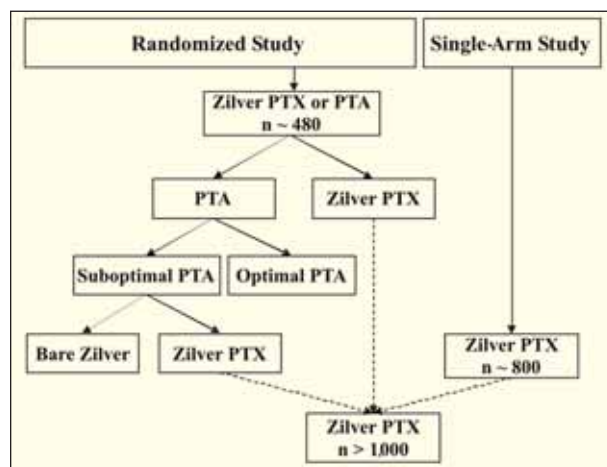 Randomized Study
Single-Arm Study
Zilver PTX or PTA
n ~ 480
PTA
Zilver PTX
Suboptimal PTA
Optimal PTA
Bare Zilver
Zilver PTX
Zilver PTX
n ~ 800
Zilver PTX
n > 1,000